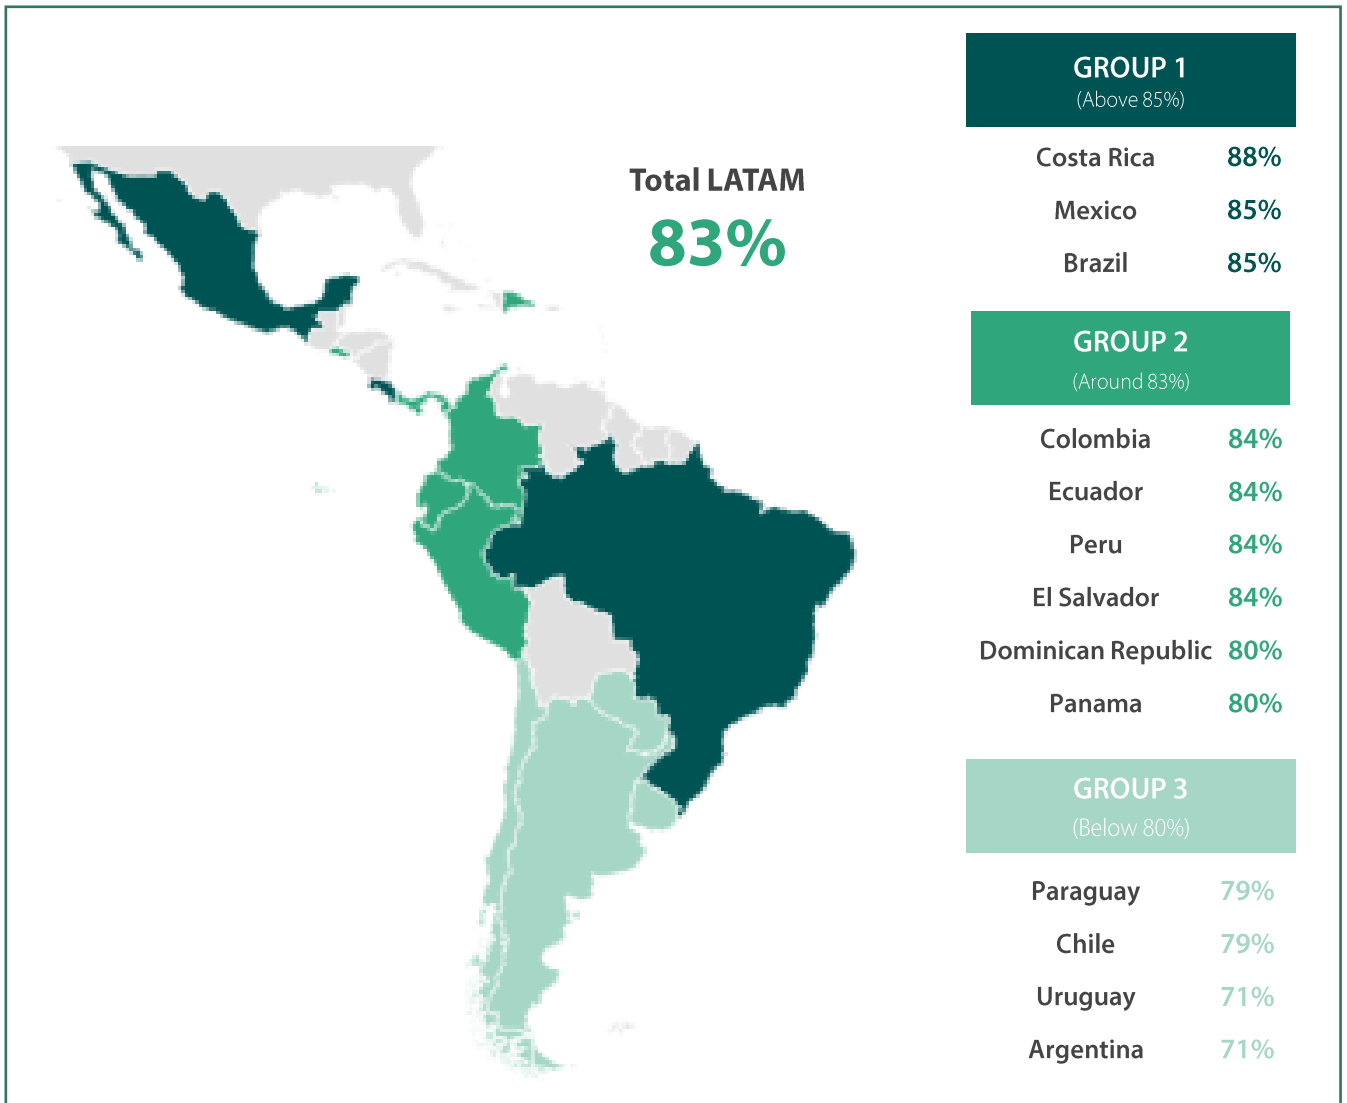 Total LATAM
83%
GROUP 1
(Above 85%)
Costa Rica 88%
Mexico 85%
Brazil 85%
GROUP 2
(Around 83%)
Colombia 84%
Ecuador 84%
Peru 84%
El Salvador 84%
Dominican Republic 80%
Panama 80%
GROUP 3
(Below 80%)
Paraguay 79%
Chile 79%
Uruguay 71%
Argentina 71%